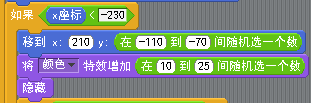 如果 x座标 < -230
移到 x: 210 y: 在 -110 到 -70 间随机选一个数
将 颜色 特效增加 在 10 到 25 间随机选一个数
隐藏